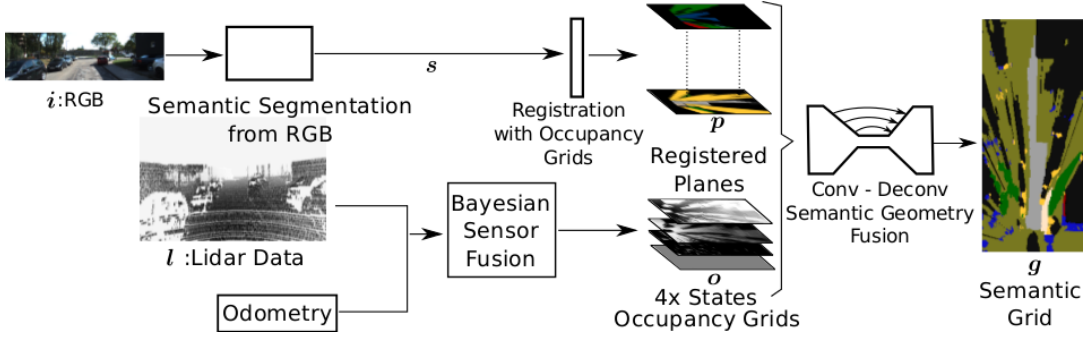 i:RGB
Semantic Segmentation
from RGB
s
Registration
with Occupancy
Grids
p
Registered
Planes
l :Lidar Data
Odometry
Bayesian
Sensor
Fusion
o
4x States
Occupancy Grids
Conv - Deconv
Semantic Geometry
Fusion
g
Semantic
Grid